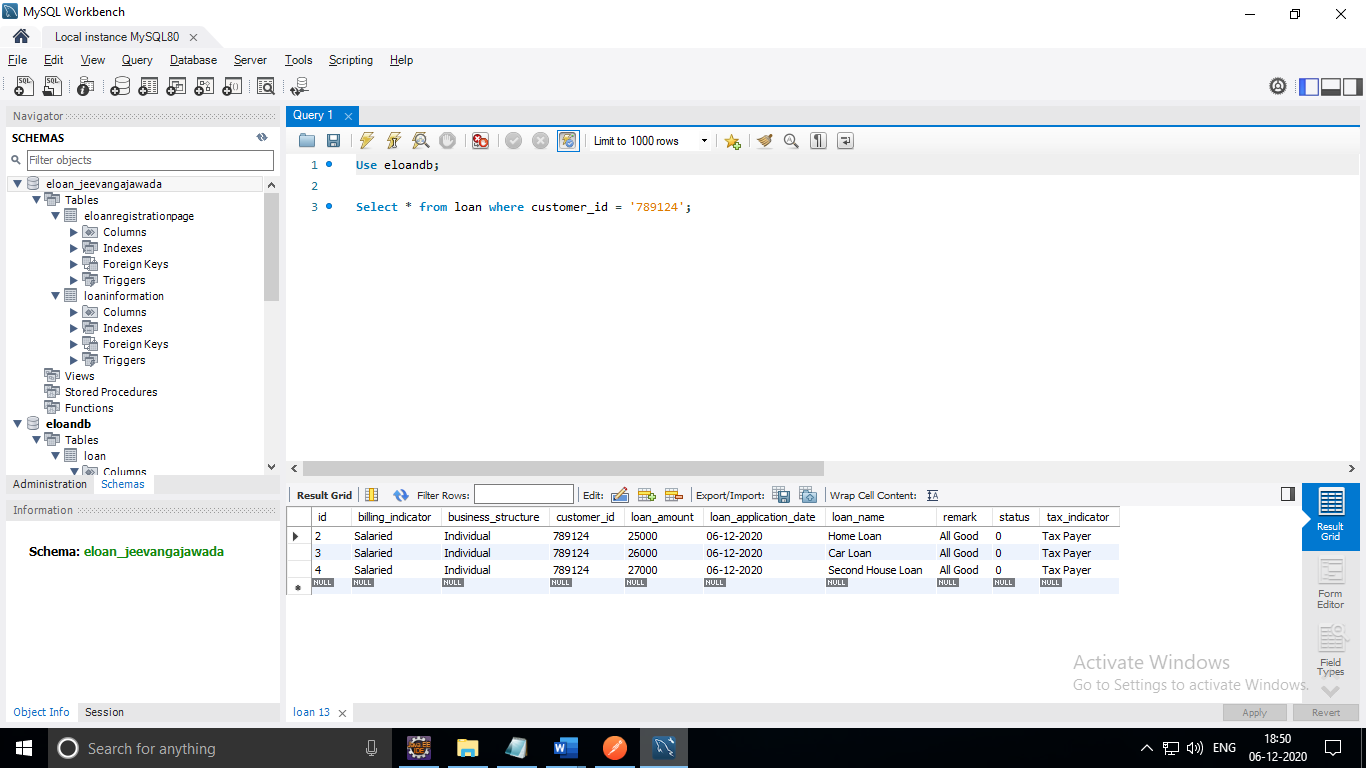 MySQL Workbench
Local instance MySQL80
File Edit View Query Database Server Tools Scripting Help
Navigator
SCHEMAS
Filter objects
eloan_jeevangajawada
Tables
eloanregistrationpage
Columns
Indexes
Foreign Keys
Triggers
loaninformation
Columns
Indexes
Foreign Keys
Triggers
Views
Stored Procedures
Functions
eloandb
Tables
loan
Columns
Administration Schemas
Information
Schema: eloan_jeevangajawada
Object Info Session
Query 1
Limit to 1000 rows
1 Use eloandb;
2
3 Select * from loan where customer_id = '789124';
Result Grid Filter Rows: Edit: Export/Import: Wrap Cell Content:
id billing_indicator business_structure customer_id loan_amount loan_application_date loan_name remark status tax_indicator
2 Salaried Individual 789124 25000 06-12-2020 Home Loan All Good 0 Tax Payer
3 Salaried Individual 789124 26000 06-12-2020 Car Loan All Good 0 Tax Payer
4 Salaried Individual 789124 27000 06-12-2020 Second House Loan All Good 0 Tax Payer
NULL NULL NULL NULL NULL NULL NULL NULL NULL NULL
Result
Grid
Form
Editor
Field
Types
Activate Windows
Go to Settings to activate Windows.
loan 13
Apply Revert
Search for anything
ENG
18:50
06-12-2020